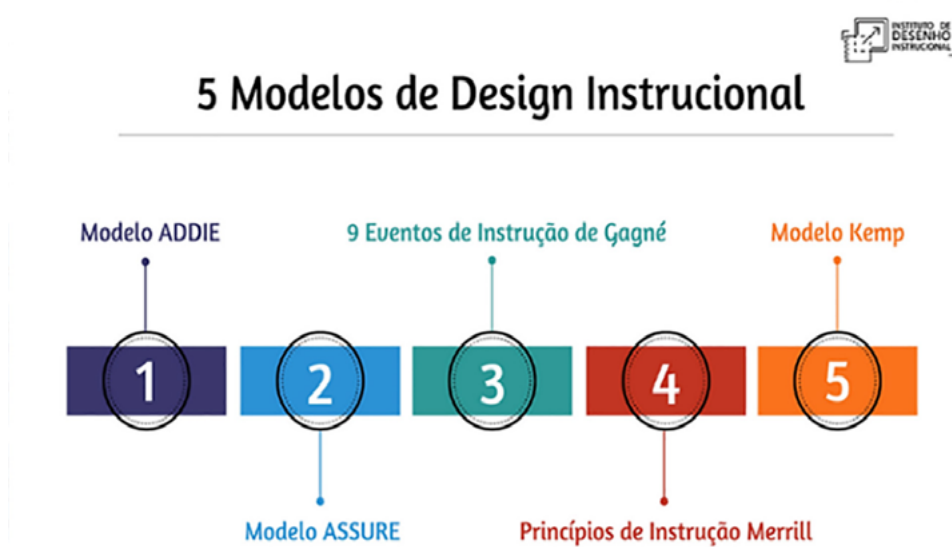 INSTITUTO DE
DESENHO
INSTRUCIONAL
5 Modelos de Design Instrucional
Modelo ADDIE
9 Eventos de Instrução de Gagné
Modelo Kemp
1
2
3
4
5
Modelo ASSURE
Princípios de Instrução Merrill